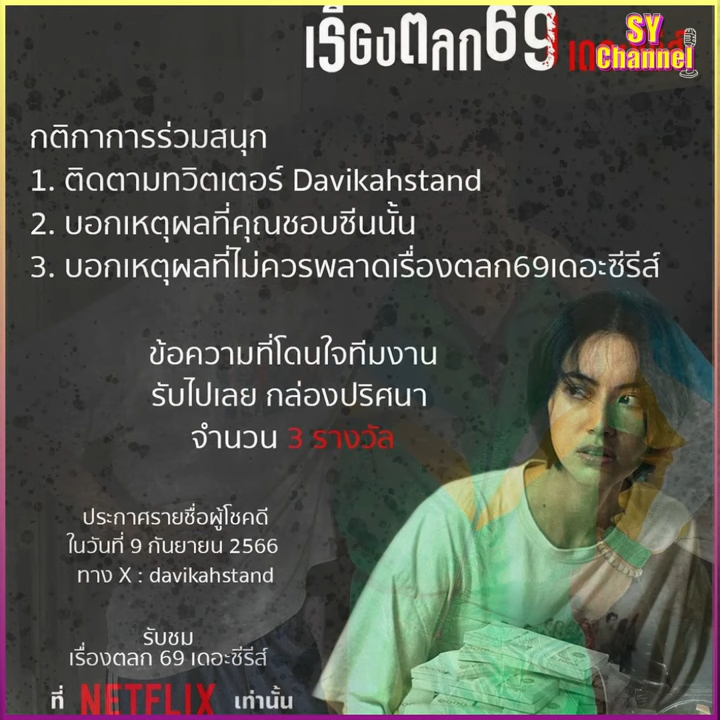 เรื่องตลก69
SY
Channel
กติกาการร่วมสนุก
1. ติดตามทวิตเตอร์ Davikahstand
2. บอกเหตุผลที่คุณชอบซีนนั้น
3. บอกเหตุผลที่ไม่ควรพลาดเรื่องตลก69เดอะซีรีส์
ข้อความที่โดนใจทีมงาน
รับไปเลย กล่องปริศนา
จำนวน 3 รางวัล
ประกาศรายชื่อผู้โชคดี
ในวันที่ 9 กันยายน 2566
ทาง X : davikahstand
รับชม
เรื่องตลก 69 เดอะซีรีส์
ที่ NETFLIX เท่านั้น